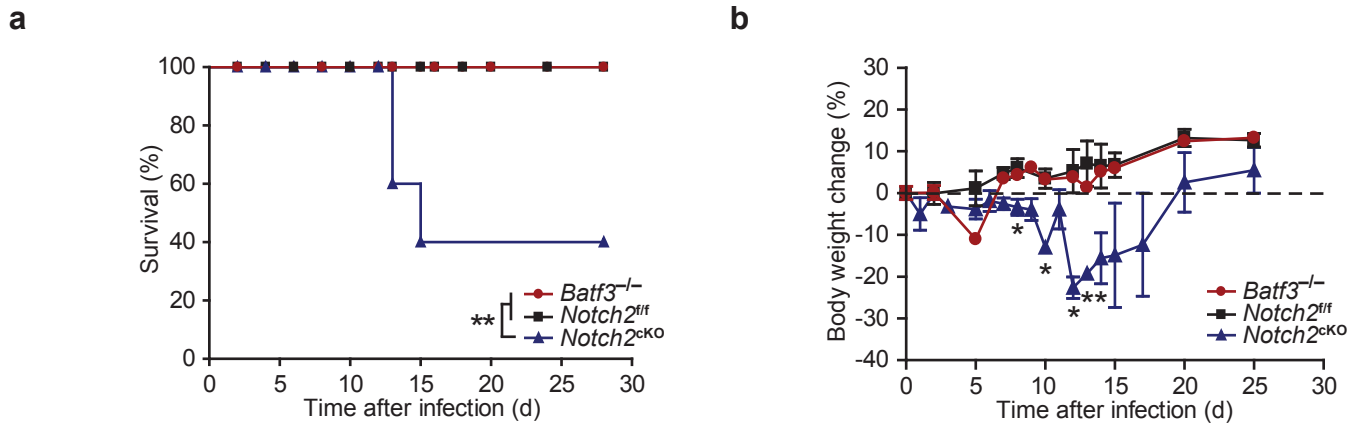 a
b
Survival (%)
100
80
60
40
20
0
0 5 10 15 20 25 30
Time after infection (d)
**
Batf3–/–
Notch2f/f
Notch2cKO
Body weight change (%)
30
20
10
0
-10
-20
-30
-40
0 5 10 15 20 25 30
Time after infection (d)
*
*
*
**
Batf3–/–
Notch2f/f
Notch2cKO